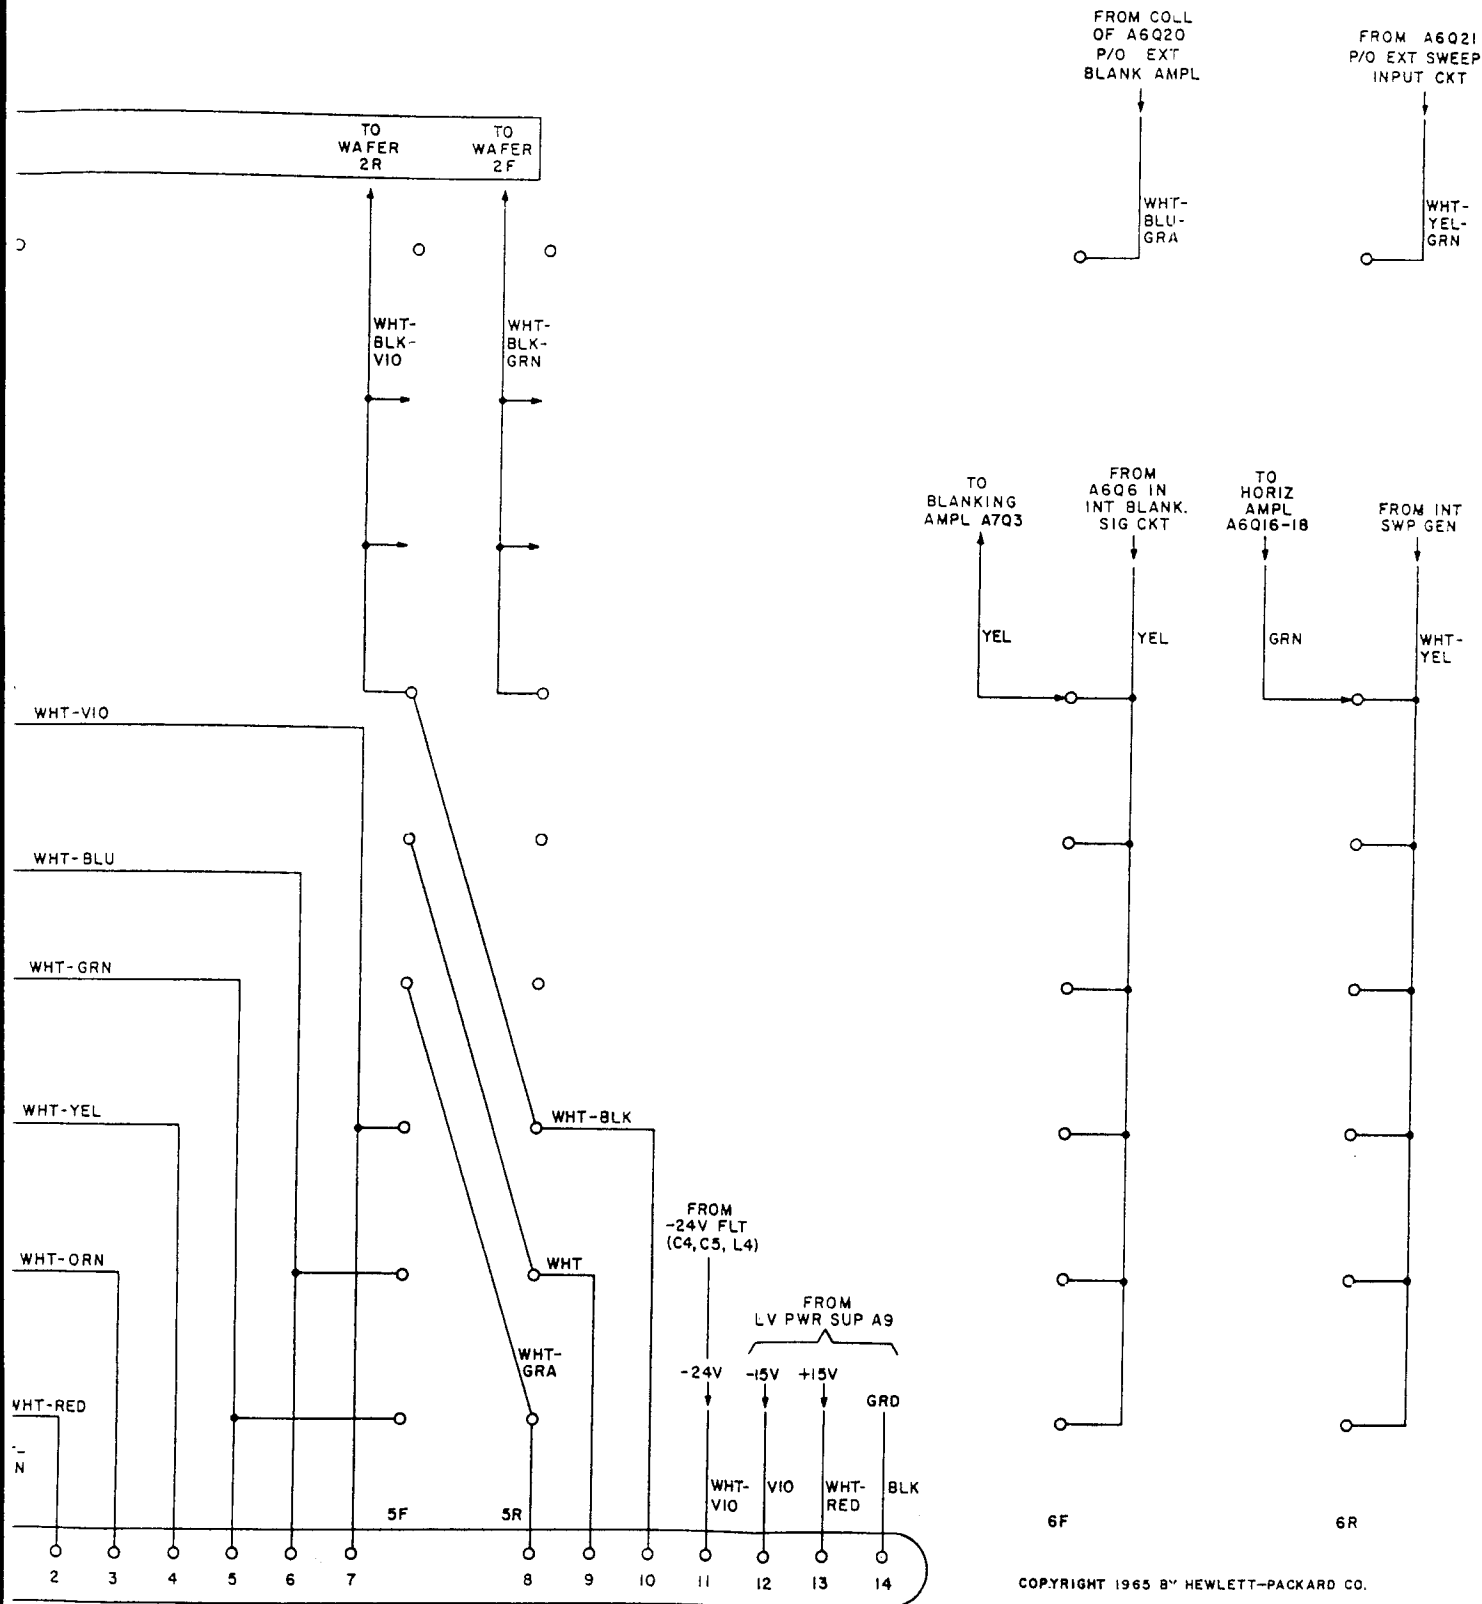 FROM COLL
OF A6Q20
P/O EXT
BLANK AMPL
FROM A6Q21
P/O EXT SWEEP
INPUT CKT
TO
WAFER
2R
TO
WAFER
2F
WHT-
BLU-
GRA
WHT-
YEL-
GRN
WHT-
BLK-
VIO
WHT-
BLK-
GRN
TO
BLANKING
AMPL A7Q3
FROM
A6Q6 IN
INT BLANK.
SIG CKT
TO
HORIZ
AMPL
A6Q16-18
FROM INT
SWP GEN
YEL
YEL
GRN
WHT-
YEL
WHT-VIO
WHT-BLU
WHT-GRN
WHT-YEL
WHT-BLK
WHT-ORN
WHT
FROM
-24V FLT
(C4, C5, L4)
FROM
LV PWR SUP A9
WHT-
GRA
-24V
-15V
+15V
GRD
WHT-RED
N
WHT-
VIO
VIO
WHT-
RED
BLK
5F
5R
6F
6R
2 3 4 5 6 7 8 9 10 11 12 13 14
COPYRIGHT 1965 BY HEWLETT-PACKARD CO.